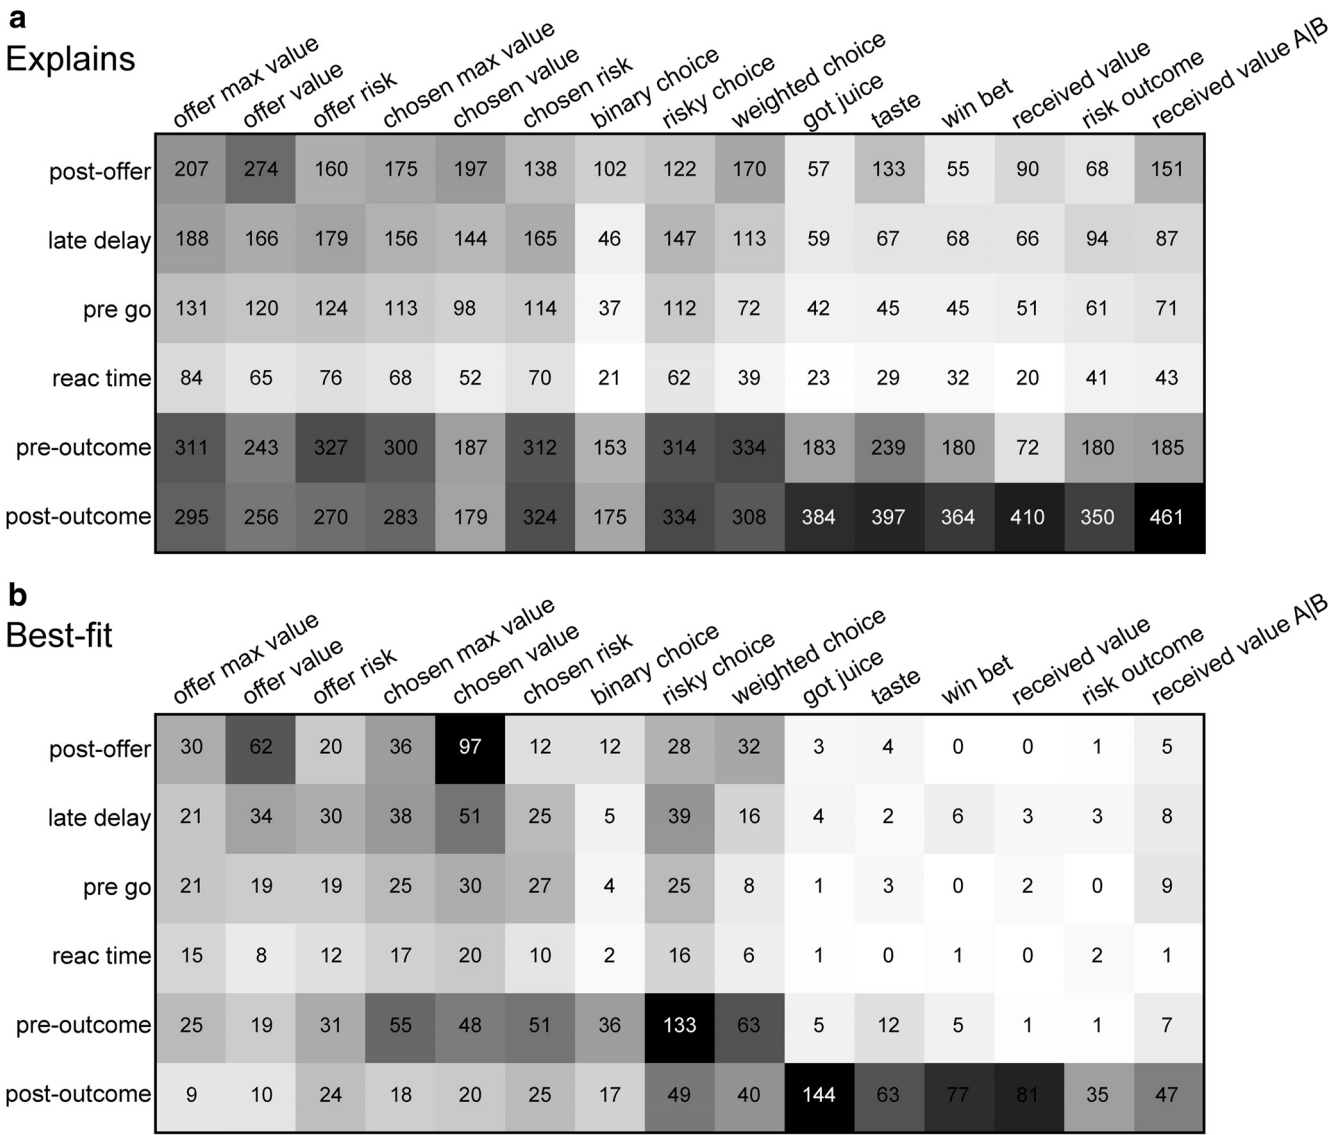 a
Explains
offer max value offer value offer risk chosen max value chosen value chosen risk binary choice risky choice weighted choice got juice taste win bet received value risk outcome received value A|B
post-offer 207 274 160 175 197 138 102 122 170 57 133 55 90 68 151
late delay 188 166 179 156 144 165 46 147 113 59 67 68 66 94 87
pre go 131 120 124 113 98 114 37 112 72 42 45 45 51 61 71
reac time 84 65 76 68 52 70 21 62 39 23 29 32 20 41 43
pre-outcome 311 243 327 300 187 312 153 314 334 183 239 180 72 180 185
post-outcome 295 256 270 283 179 324 175 334 308 384 397 364 410 350 461
b
Best-fit
offer max value offer value offer risk chosen max value chosen value chosen risk binary choice risky choice weighted choice got juice taste win bet received value risk outcome received value A|B
post-offer 30 62 20 36 97 12 12 28 32 3 4 0 0 1 5
late delay 21 34 30 38 51 25 5 39 16 4 2 6 3 3 8
pre go 21 19 19 25 30 27 4 25 8 1 3 0 2 0 9
reac time 15 8 12 17 20 10 2 16 6 1 0 1 0 2 1
pre-outcome 25 19 31 55 48 51 36 133 63 5 12 5 1 1 7
post-outcome 9 10 24 18 20 25 17 49 40 144 63 77 81 35 47